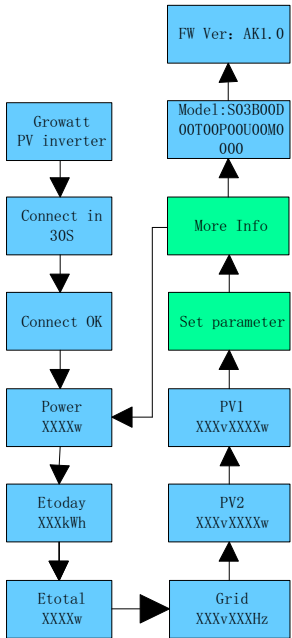 FW Ver: AK1.0
Model:S03B00D
00T00P00U00M0
000
Growatt
PV inverter
Connect in
30S
More Info
Connect OK
Set parameter
Power
XXXXw
PV1
XXXvXXXXw
Etoday
XXXkWh
PV2
XXXvXXXXw
Etotal
XXXXw
Grid
XXXvXXXHz